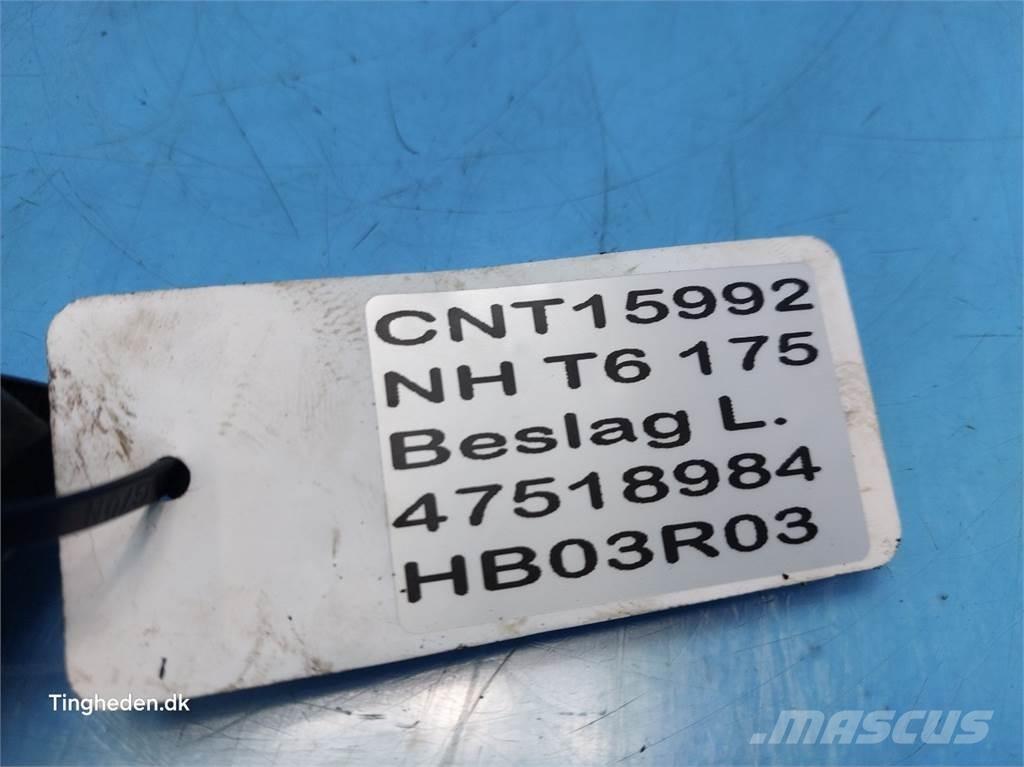 CNT15992
NH T6 175
Beslag L.
47518984
HB03R03
Tingheden.dk
MASCUS